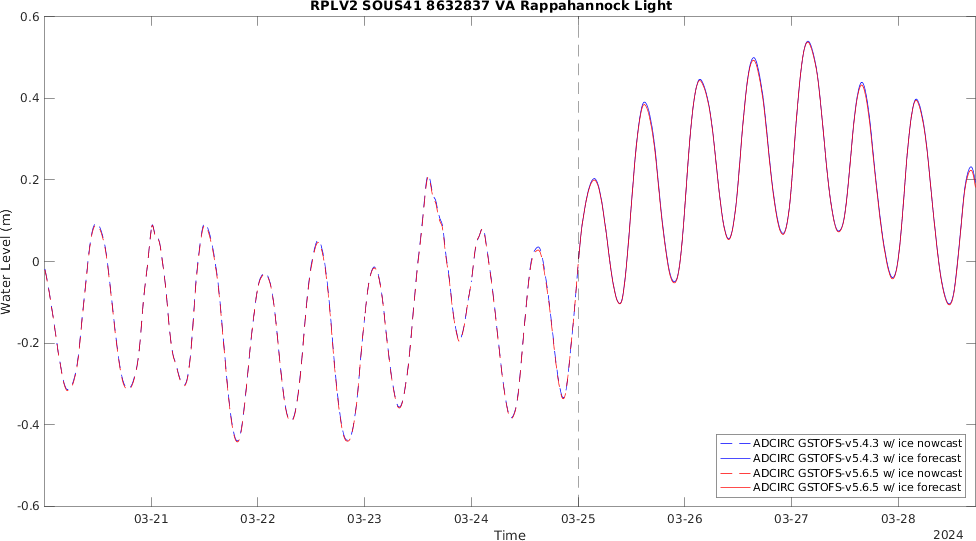 RPLV2 SOUS41 8632837 VA Rappahannock Light
0.6
0.4
0.2
0
-0.2
-0.4
-0.6
Water Level (m)
03-21
03-22
03-23
03-24
03-25
03-26
03-27
03-28
Time
2024
ADCIRC GSTOFS-v5.4.3 w/ ice nowcast
ADCIRC GSTOFS-v5.4.3 w/ ice forecast
ADCIRC GSTOFS-v5.6.5 w/ ice nowcast
ADCIRC GSTOFS-v5.6.5 w/ ice forecast